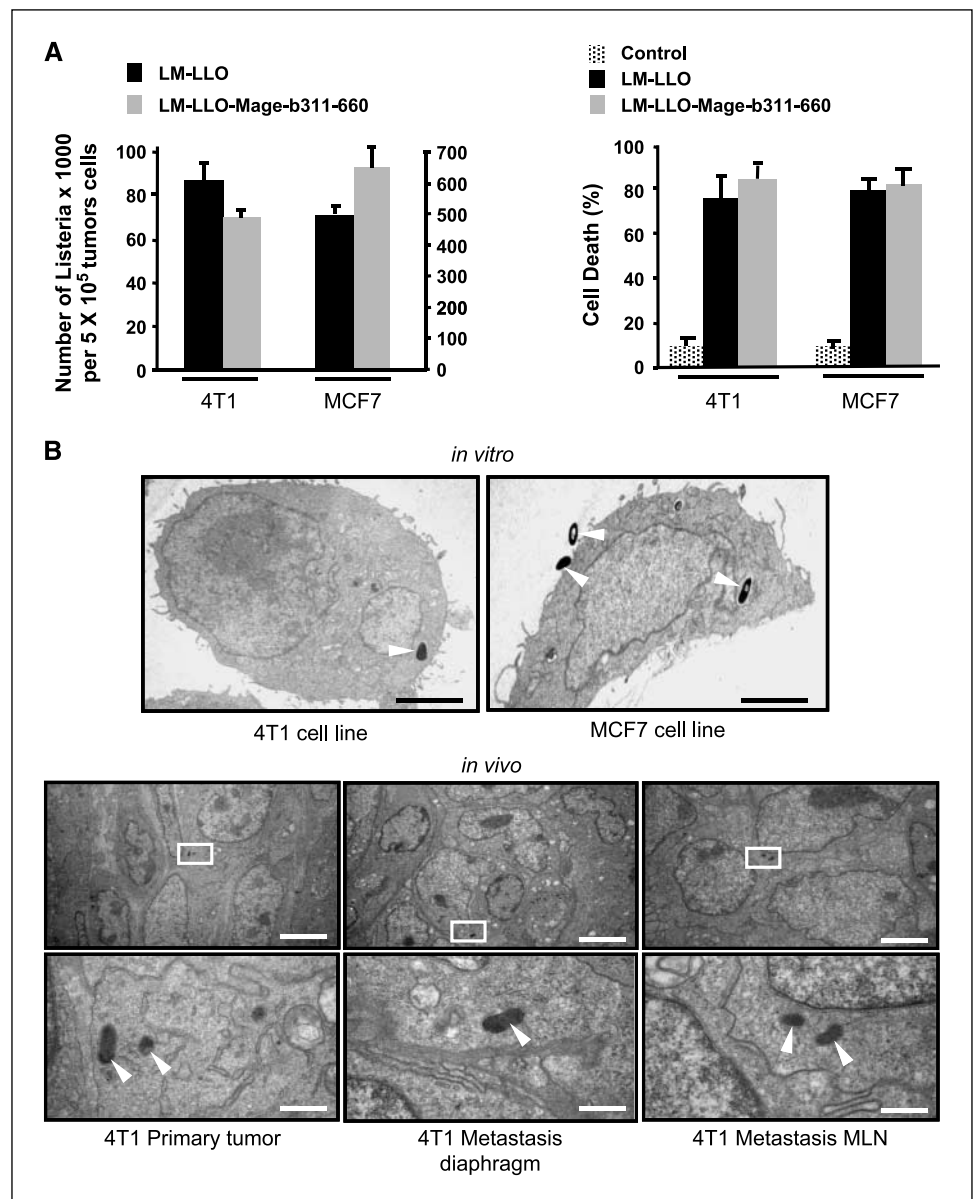 A
LM-LLO
LM-LLO-Mage-b311-660
Number of Listeria x 1000
per 5 X 10⁵ tumors cells
100
80
60
40
20
0
700
600
500
400
300
200
100
0
4T1
MCF7
Control
LM-LLO
LM-LLO-Mage-b311-660
Cell Death (%)
100
80
60
40
20
0
4T1
MCF7
B
in vitro
4T1 cell line
MCF7 cell line
in vivo
4T1 Primary tumor
4T1 Metastasis
diaphragm
4T1 Metastasis MLN